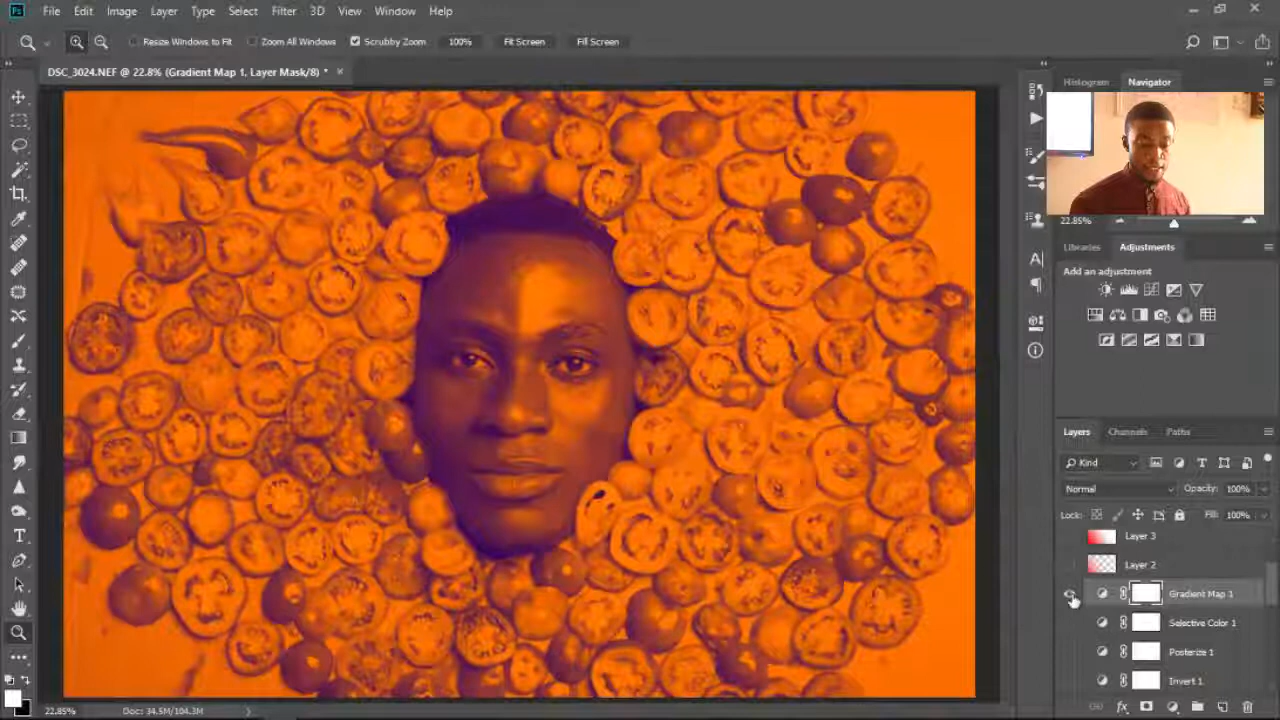 Ps File Edit Image Layer Type Select Filter 3D View Window Help
Resize Windows to Fit Zoom All Windows Scrubby Zoom 100% Fit Screen Fill Screen
DSC_3024.NEF @ 22.8% (Gradient Map 1, Layer Mask/8) *
Histogram Navigator
22.85%
Libraries Adjustments
Add an adjustment
Layers Channels Paths
Kind
Normal Opacity: 100%
Lock: Fill: 100%
Layer 3
Layer 2
Gradient Map 1
Selective Color 1
Posterize 1
Invert 1
22.85% Doc: 34.5M/104.3M